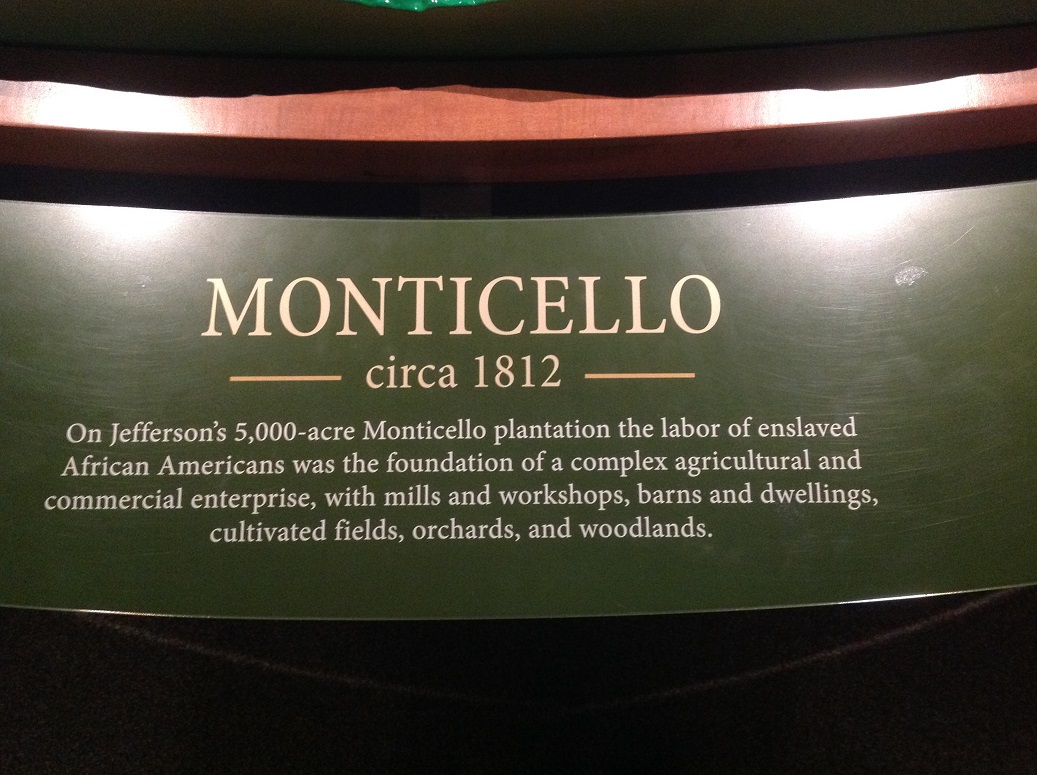 MONTICELLO
circa 1812
On Jefferson's 5,000-acre Monticello plantation the labor of enslaved
African Americans was the foundation of a complex agricultural and
commercial enterprise, with mills and workshops, barns and dwellings,
cultivated fields, orchards, and woodlands.